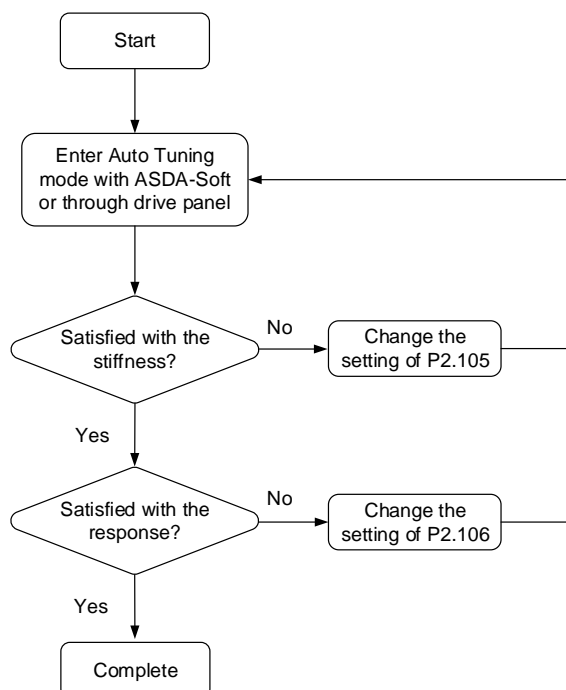 Start
Enter Auto Tuning
mode with ASDA-Soft
or through drive panel
Satisfied with the
stiffness?
No
Change the
setting of P2.105
Yes
Satisfied with the
response?
No
Change the
setting of P2.106
Yes
Complete